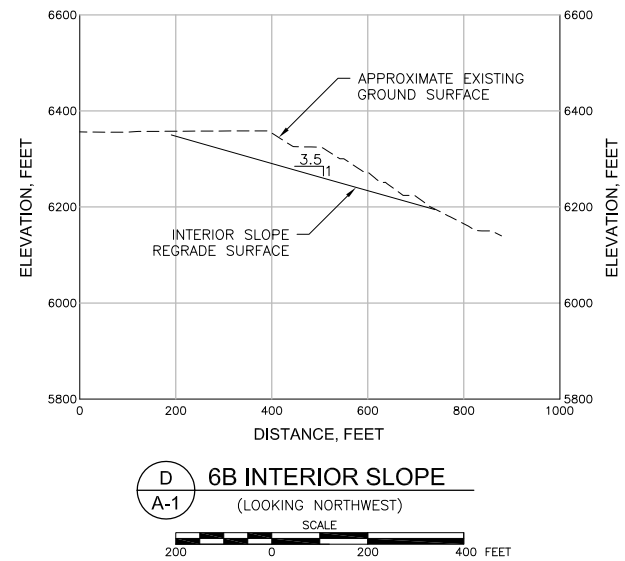 6600
6600
APPROXIMATE EXISTING
GROUND SURFACE
6400
6400
3.5
1
ELEVATION, FEET
ELEVATION, FEET
6200
6200
INTERIOR SLOPE
REGRADE SURFACE
6000
6000
5800
5800
0 200 400 600 800 1000
DISTANCE, FEET
D
A-1
6B INTERIOR SLOPE
(LOOKING NORTHWEST)
SCALE
200 0 200 400 FEET